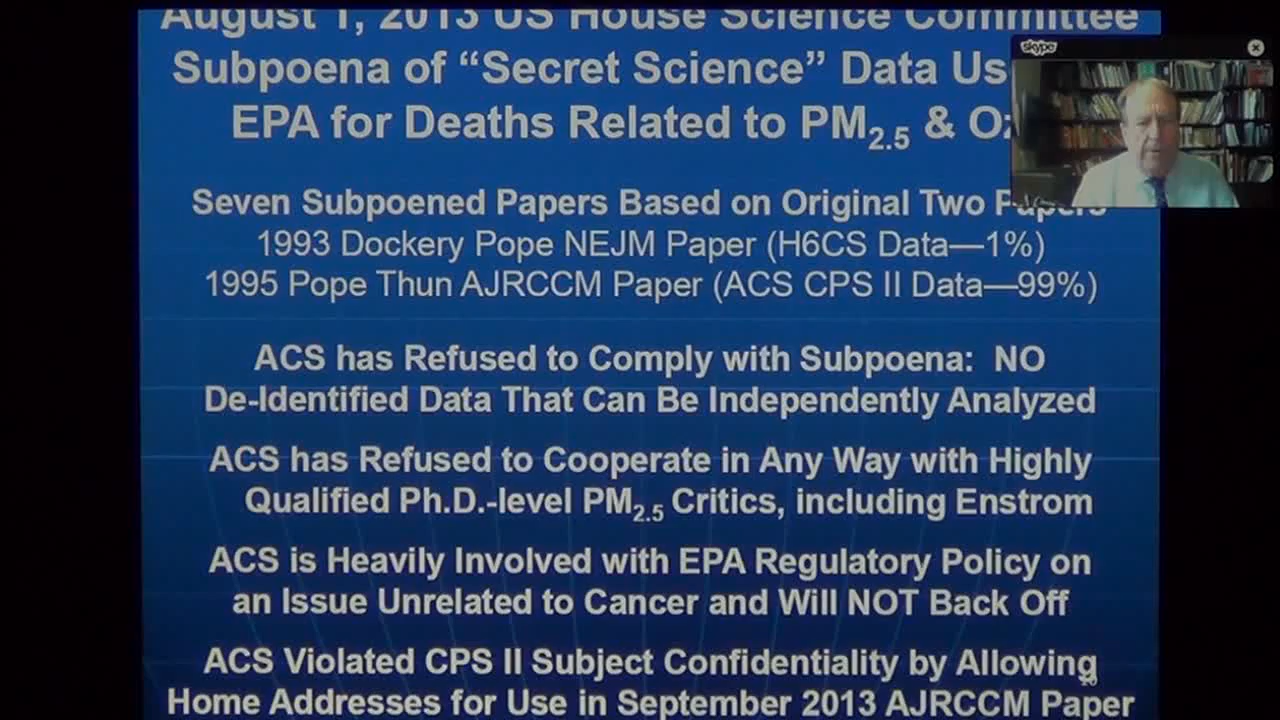 August 1, 2013 US House Science Committee
Subpoena of “Secret Science” Data Us
EPA for Deaths Related to PM2.5 & Oz
skype
Seven Subpoened Papers Based on Original Two Papers
1993 Dockery Pope NEJM Paper (H6CS Data—1%)
1995 Pope Thun AJRCCM Paper (ACS CPS II Data—99%)
ACS has Refused to Comply with Subpoena: NO
De-Identified Data That Can Be Independently Analyzed
ACS has Refused to Cooperate in Any Way with Highly
Qualified Ph.D.-level PM2.5 Critics, including Enstrom
ACS is Heavily Involved with EPA Regulatory Policy on
an Issue Unrelated to Cancer and Will NOT Back Off
ACS Violated CPS II Subject Confidentiality by Allowing
Home Addresses for Use in September 2013 AJRCCM Paper